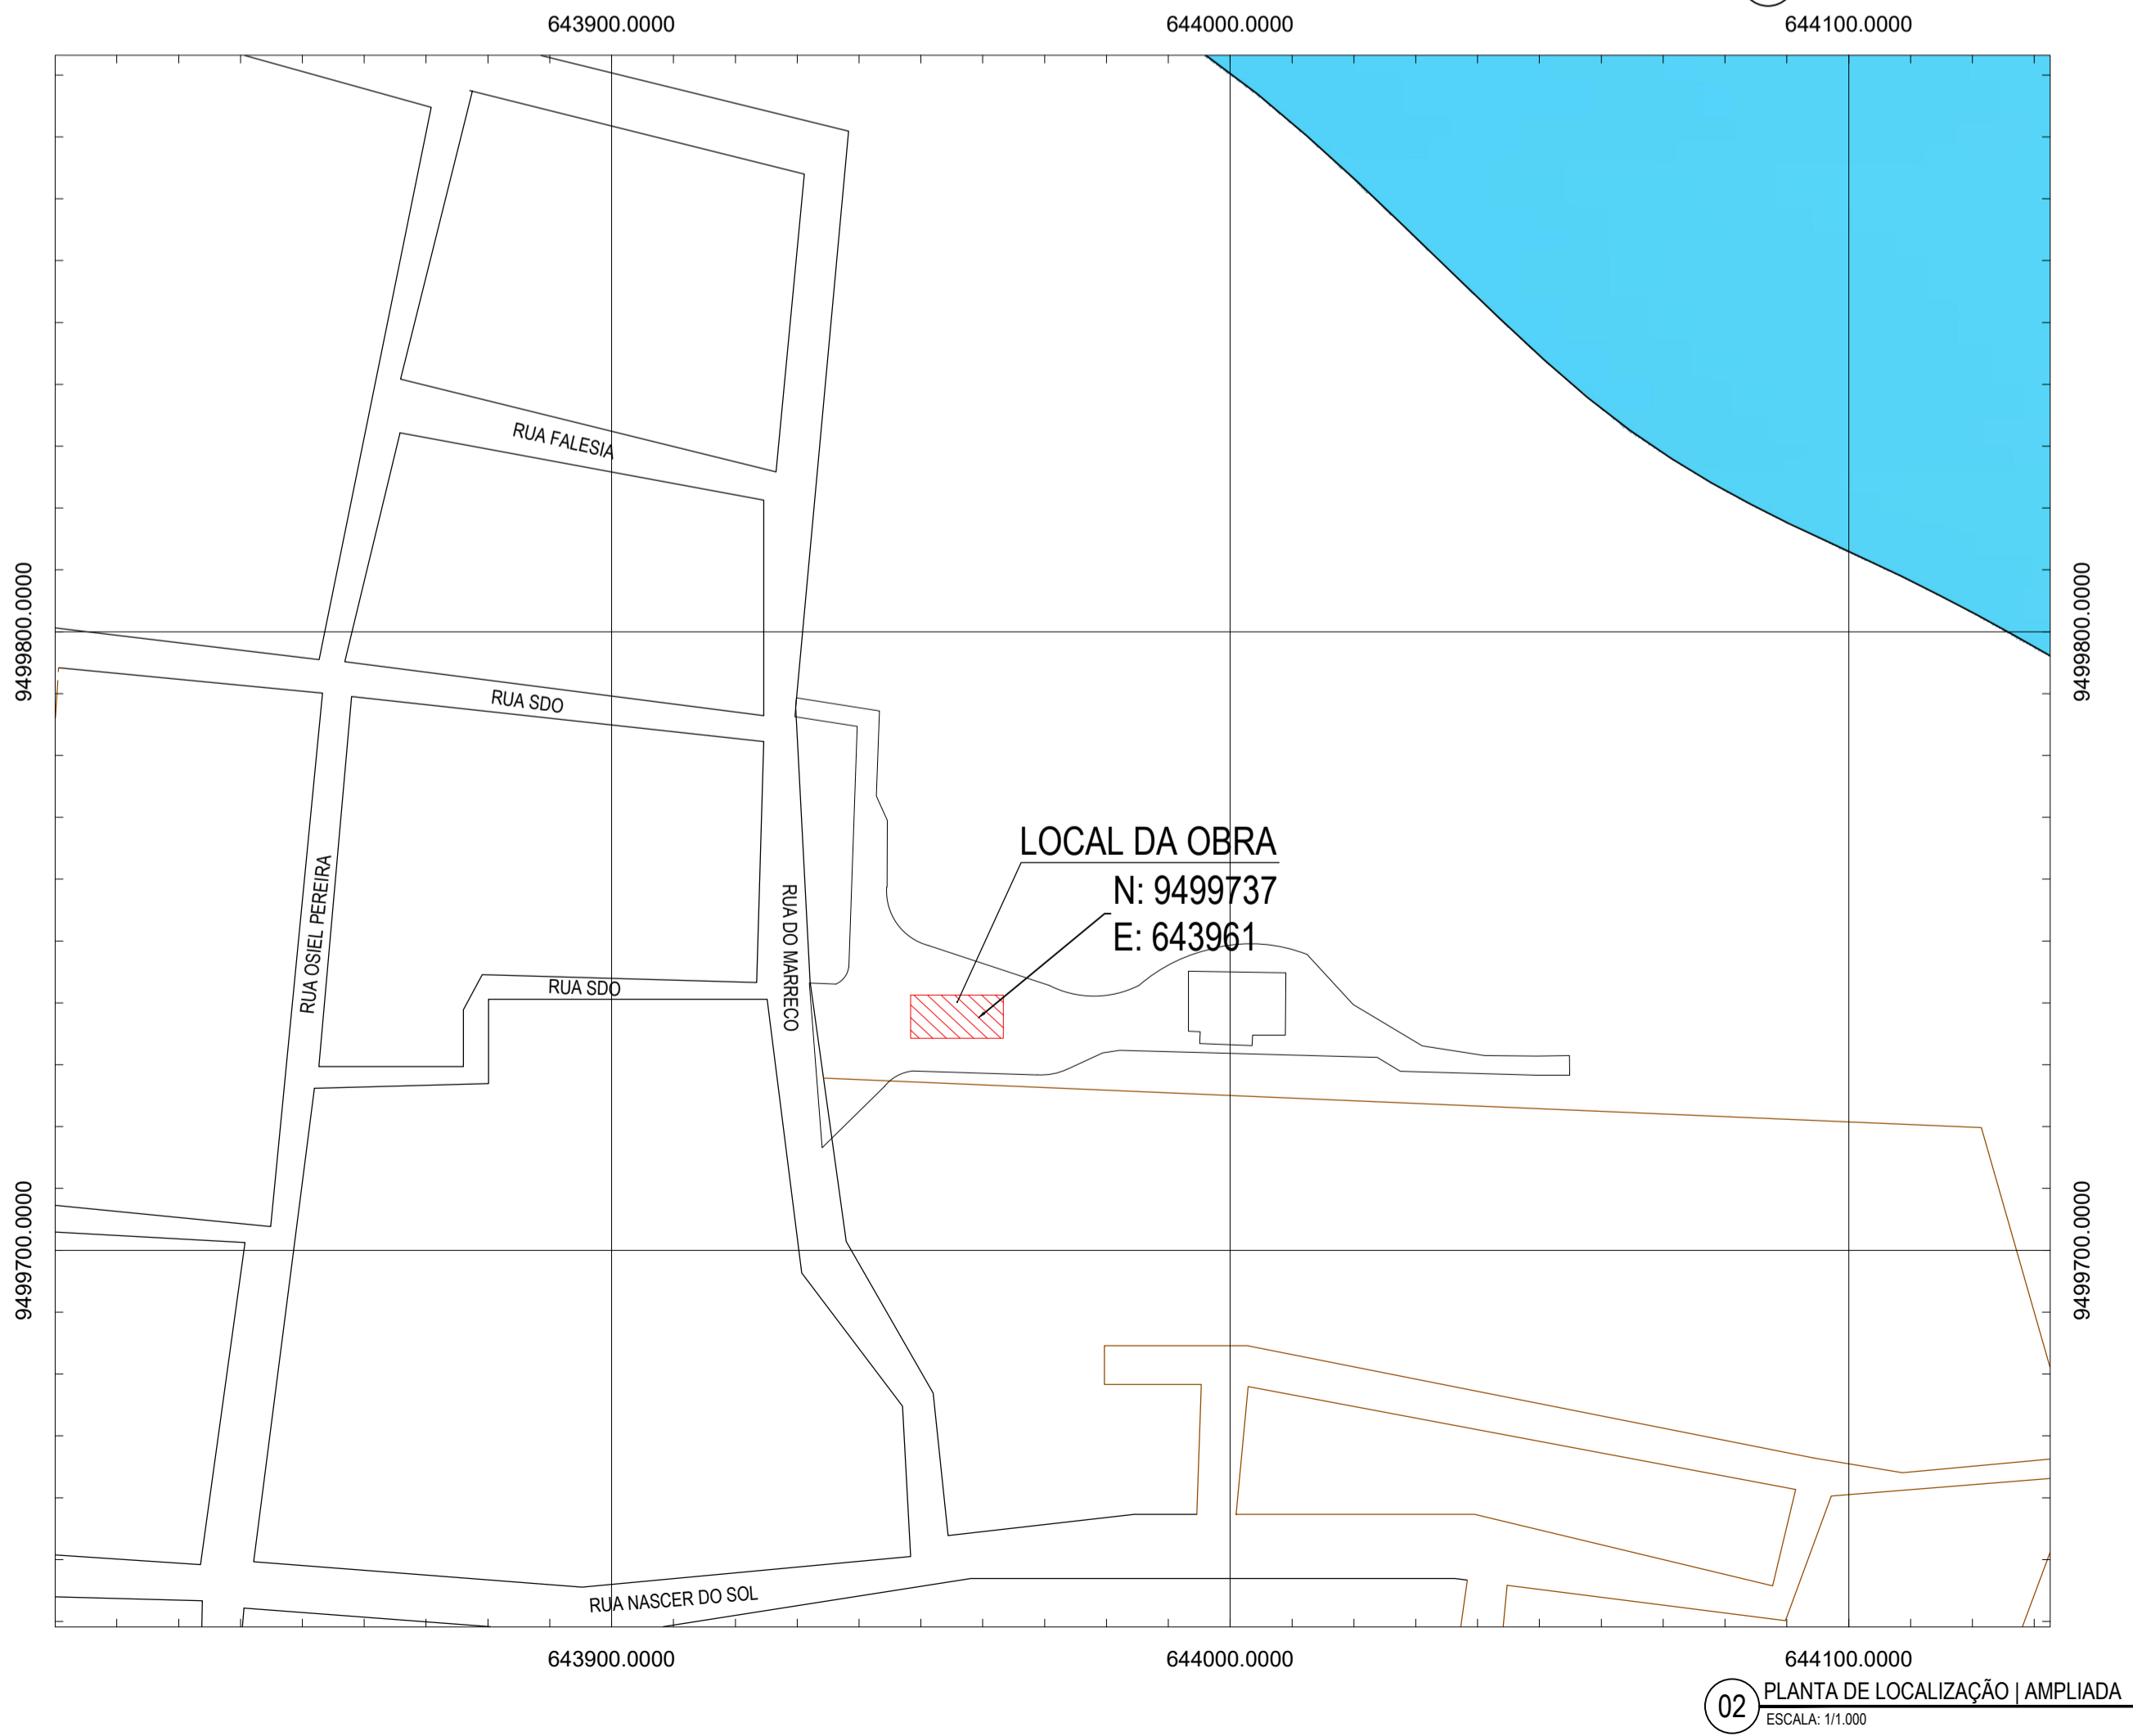 643900.0000
644000.0000
644100.0000
RUA FALESIA
9499800.0000
9499800.0000
RUA SDO
LOCAL DA OBRA
N: 9499737
E: 643961
RUA OSIEL PEREIRA
RUA DO MARRECO
RUA SDO
9499700.0000
9499700.0000
RUA NASCER DO SOL
643900.0000
644000.0000
644100.0000
02
PLANTA DE LOCALIZAÇÃO | AMPLIADA
ESCALA: 1/1.000